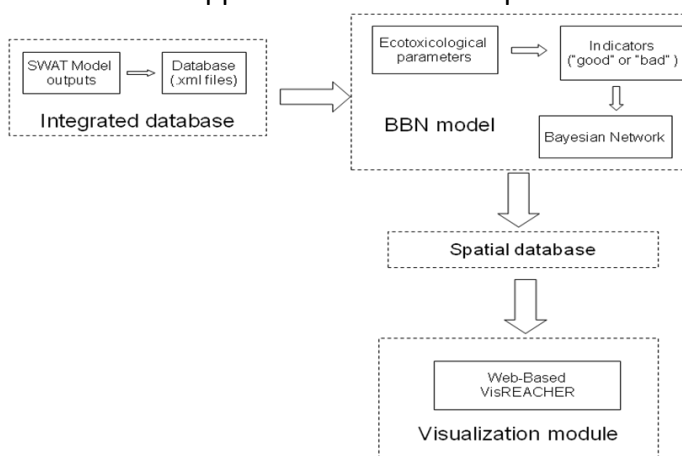 SWAT Model
outputs
Database
(.xml files)
Integrated database
Ecotoxicological
parameters
Indicators
("good" or "bad" )
BBN model
Bayesian Network
Spatial database
Web-Based
VisREACHER
Visualization module